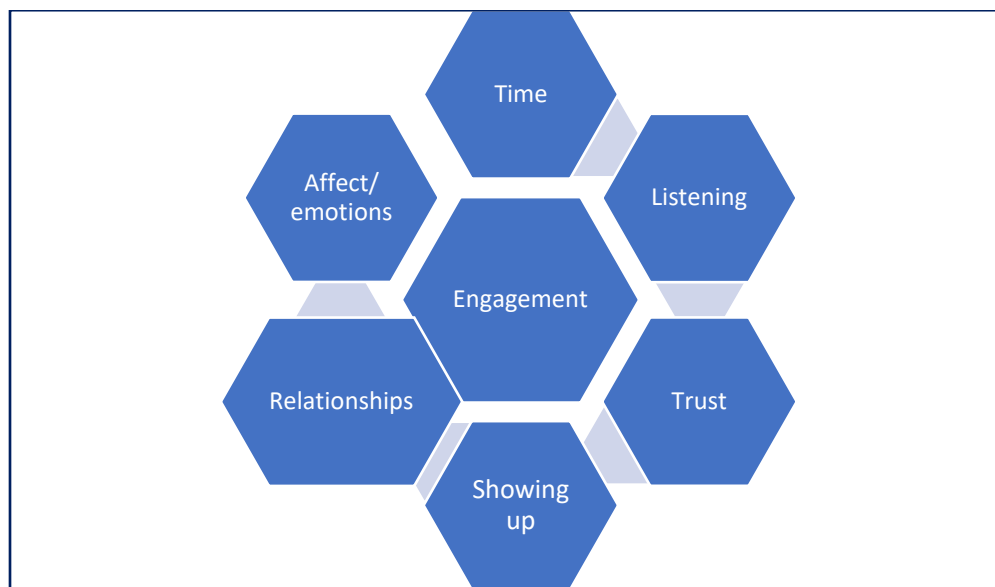 Time
Listening
Trust
Showing
up
Relationships
Affect/
emotions
Engagement